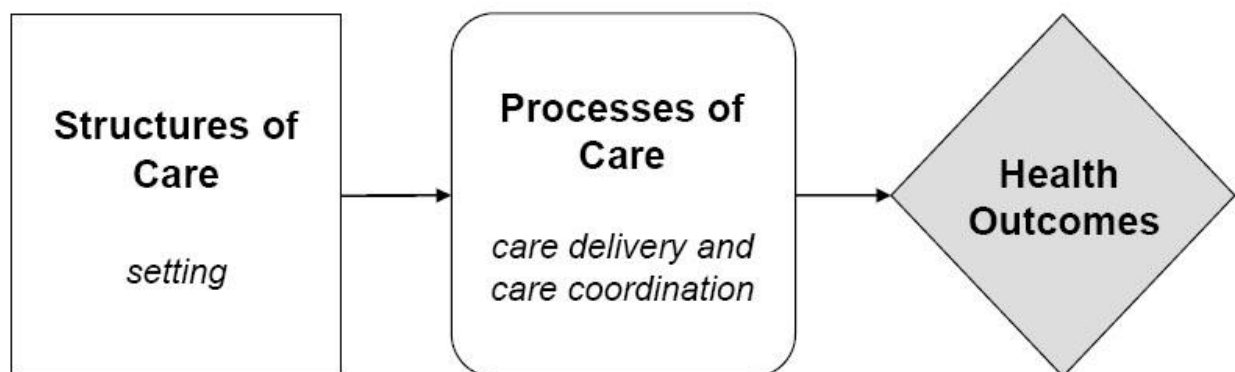 Structures of
Care
setting
Processes of
Care
care delivery and
care coordination
Health
Outcomes